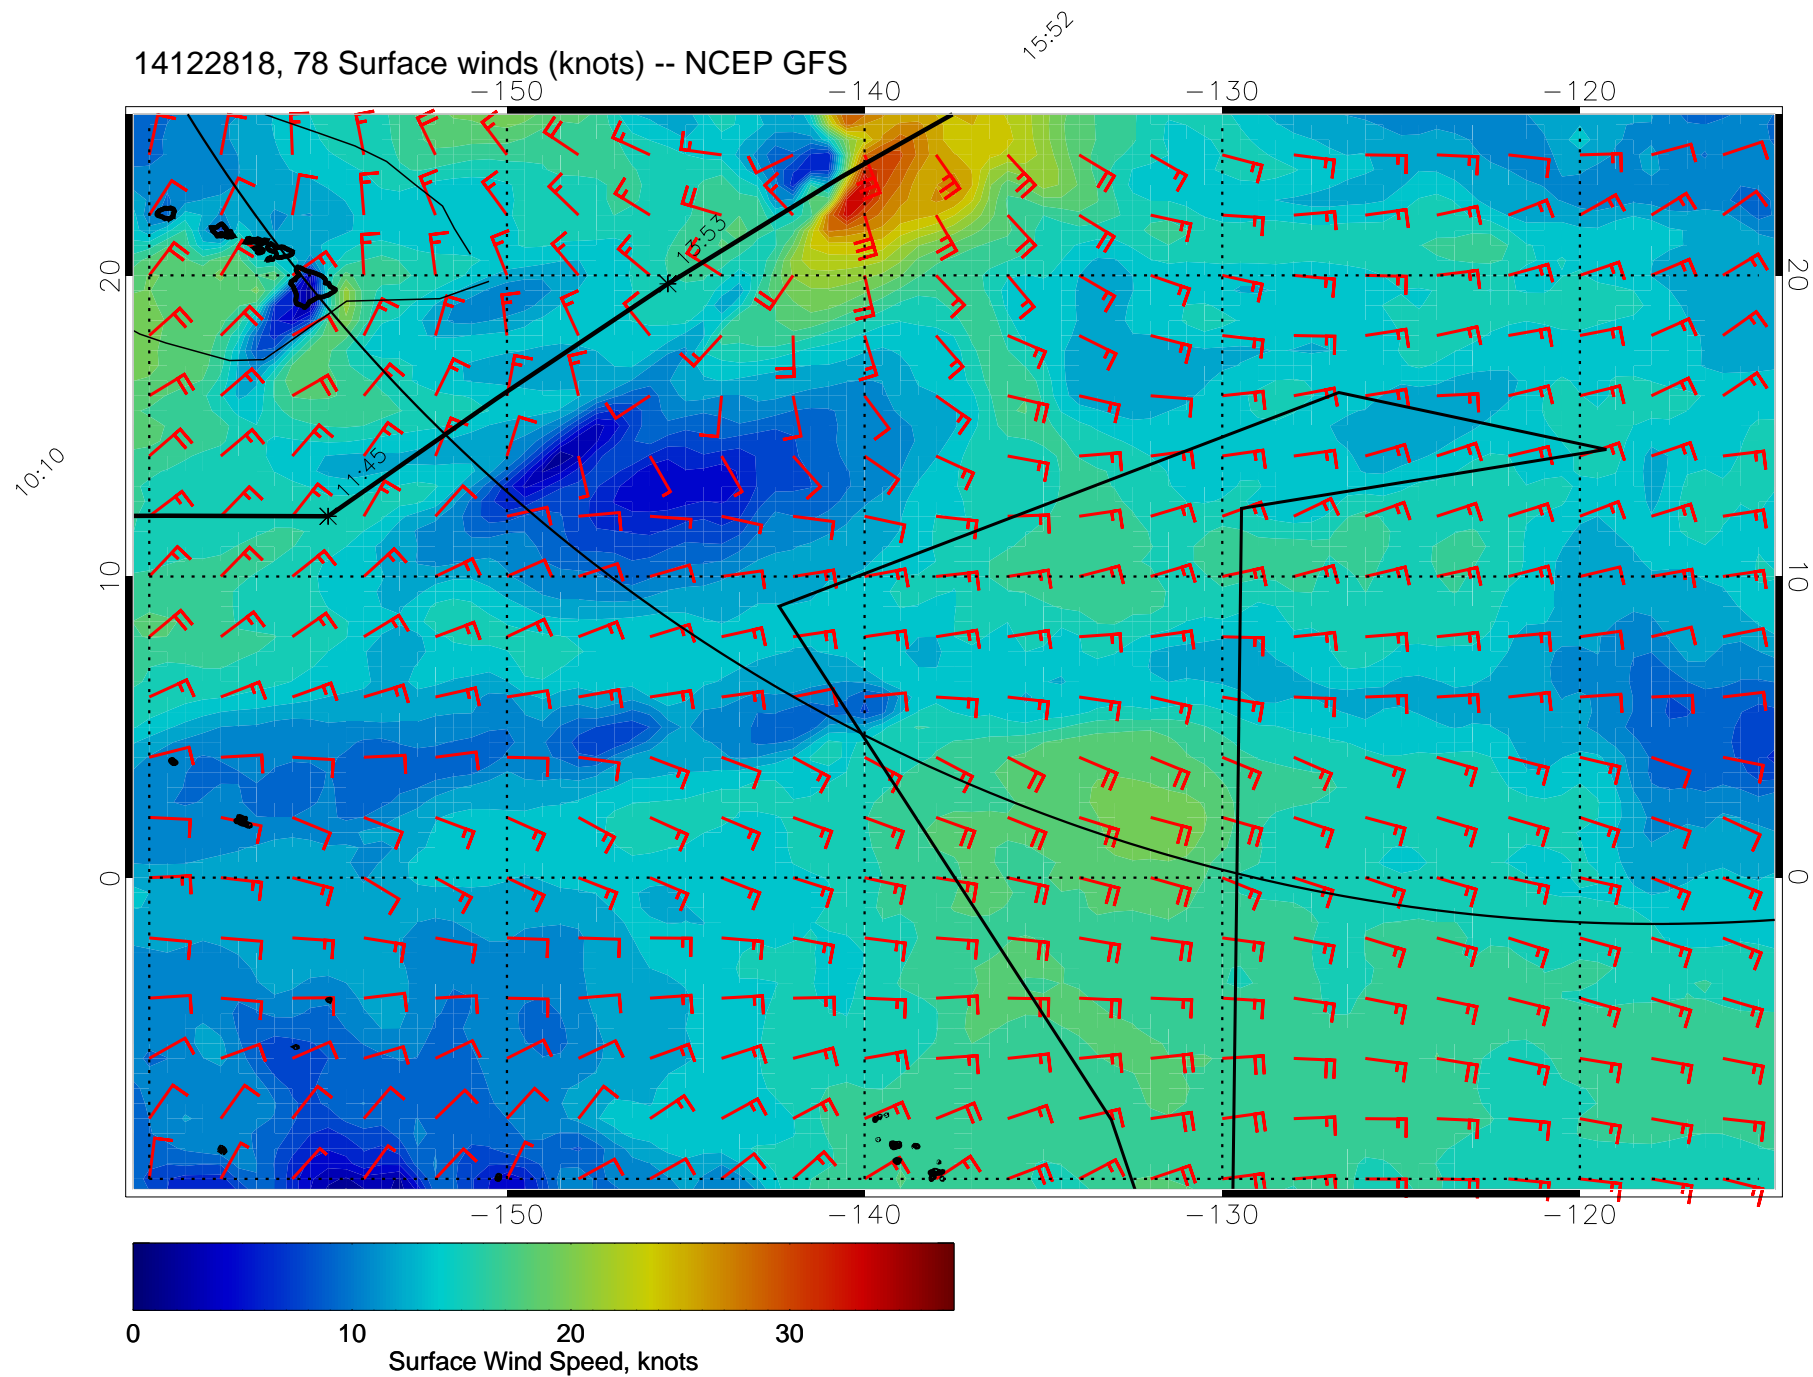 15:52
14122818, 78 Surface winds (knots) -- NCEP GFS
-150 -140 -130 -120
13:53
20 20
11:45
10:10
10 10
0 0
-150 -140 -130 -120
0 10 20 30
Surface Wind Speed, knots